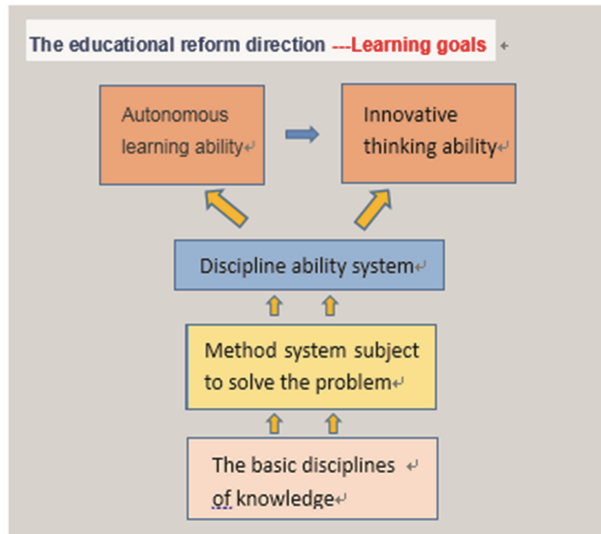 The educational reform direction ---Learning goals
Autonomous
learning ability
Innovative
thinking ability
Discipline ability system
Method system subject
to solve the problem
The basic disciplines
of knowledge